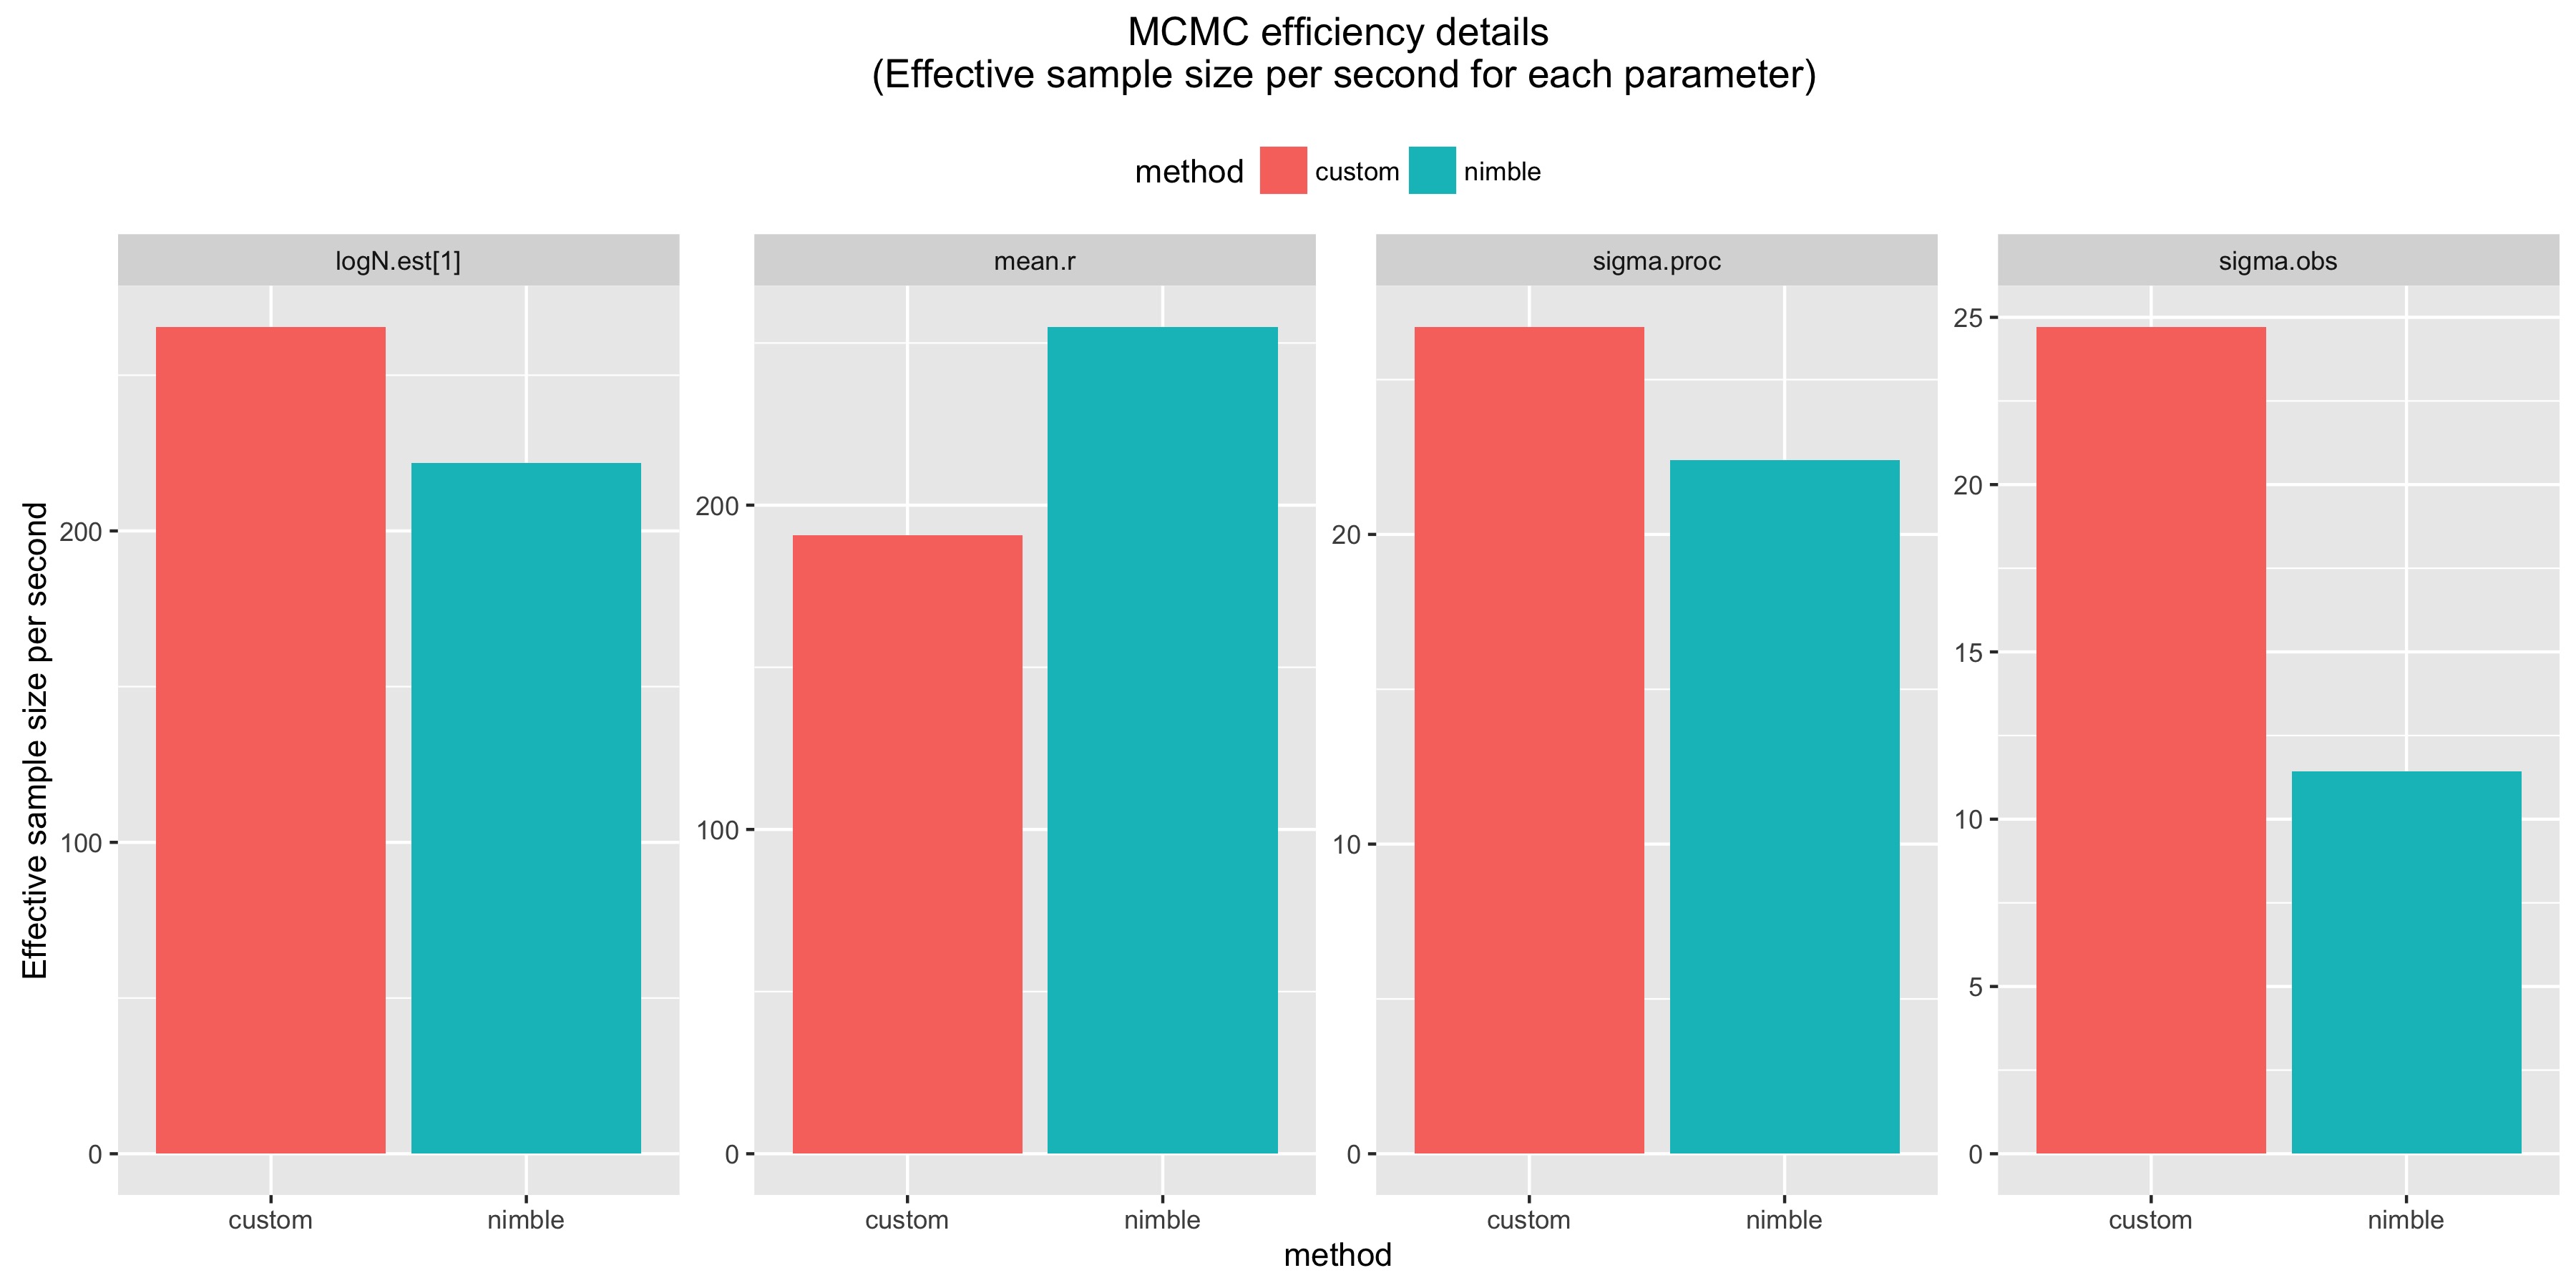 MCMC efficiency details
(Effective sample size per second for each parameter)
method custom nimble
logN.est[1] mean.r sigma.proc sigma.obs
Effective sample size per second
200
100
0
200
100
0
20
10
0
25
20
15
10
5
0
custom nimble custom nimble custom nimble custom nimble
method